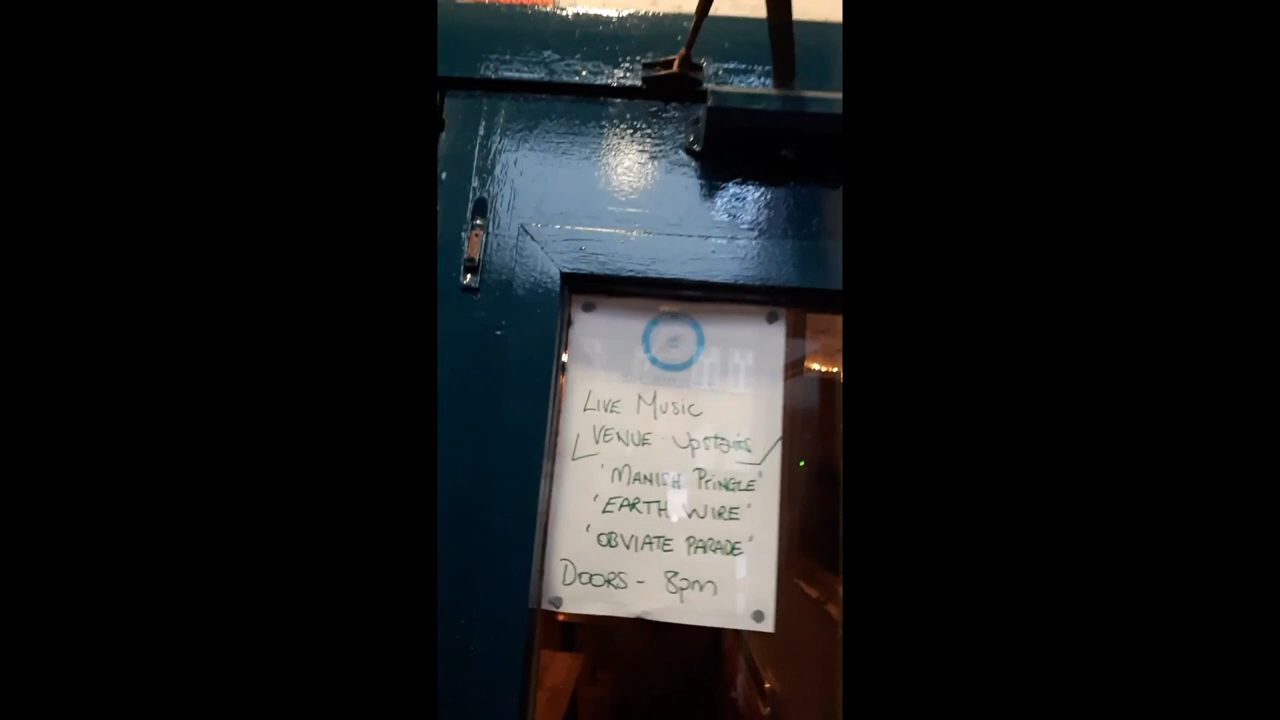 LIVE MUSIC
VENUE - Upstairs
'MANISH PRINGLE'
'EARTH WIRE'
'OBVIATE PARADE'
DOORS - 8pm